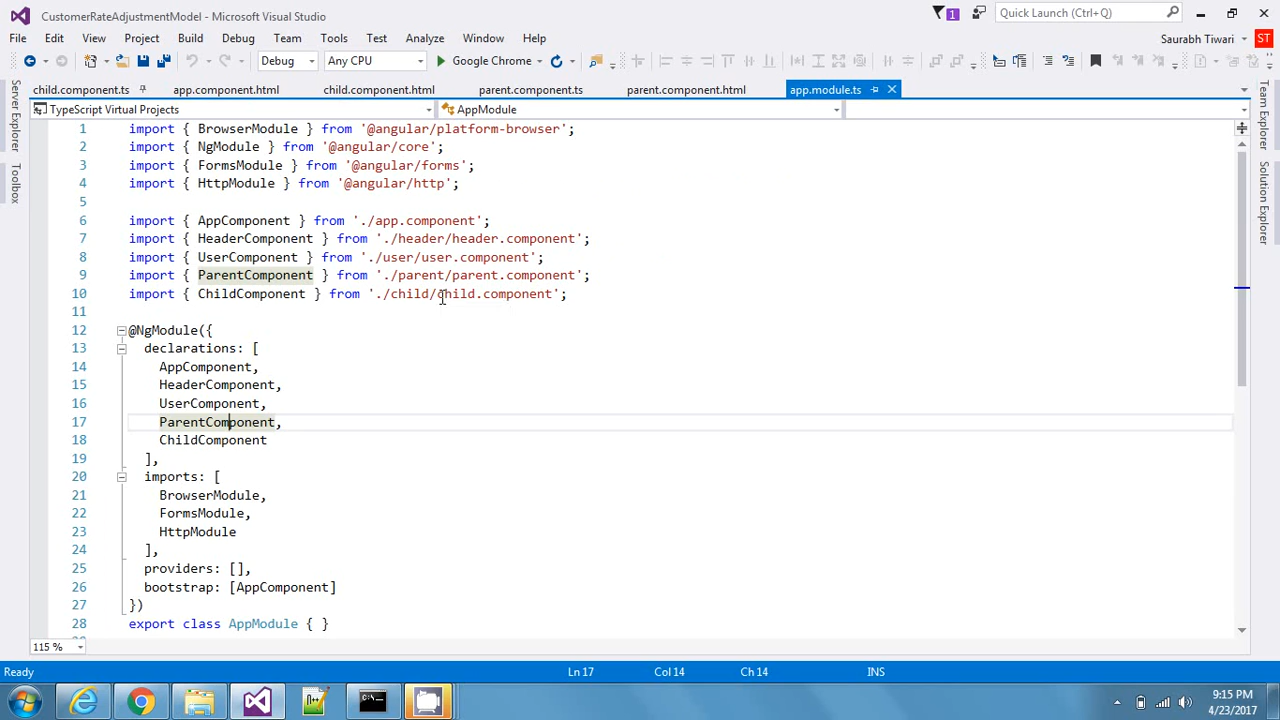 CustomerRateAdjustmentModel - Microsoft Visual Studio
1
Quick Launch (Ctrl+Q)
File Edit View Project Build Debug Team Tools Test Analyze Window Help
Saurabh Tiwari
ST
Debug Any CPU Google Chrome
child.component.ts app.component.html child.component.html parent.component.ts parent.component.html app.module.ts
TypeScript Virtual Projects AppModule
Server Explorer
Toolbox
Team Explorer
Solution Explorer
1 import { BrowserModule } from '@angular/platform-browser';
2 import { NgModule } from '@angular/core';
3 import { FormsModule } from '@angular/forms';
4 import { HttpModule } from '@angular/http';
5
6 import { AppComponent } from './app.component';
7 import { HeaderComponent } from './header/header.component';
8 import { UserComponent } from './user/user.component';
9 import { ParentComponent } from './parent/parent.component';
10 import { ChildComponent } from './child/child.component';
11
12 @NgModule({
13 declarations: [
14 AppComponent,
15 HeaderComponent,
16 UserComponent,
17 ParentComponent,
18 ChildComponent
19 ],
20 imports: [
21 BrowserModule,
22 FormsModule,
23 HttpModule
24 ],
25 providers: [],
26 bootstrap: [AppComponent]
27 })
28 export class AppModule { }
115 %
Ready Ln 17 Col 14 Ch 14 INS
9:15 PM
4/23/2017